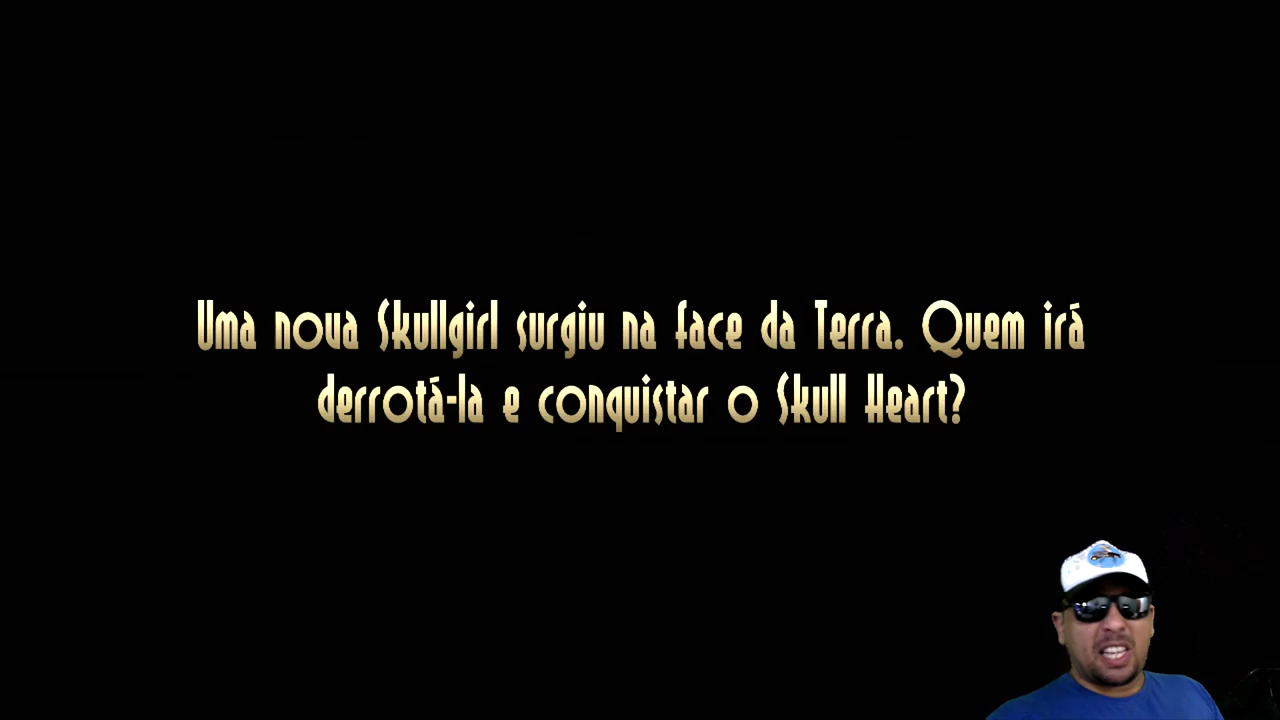 Uma nova Skullgirl surgiu na face da Terra. Quem irá
derrotá-la e conquistar o Skull Heart?